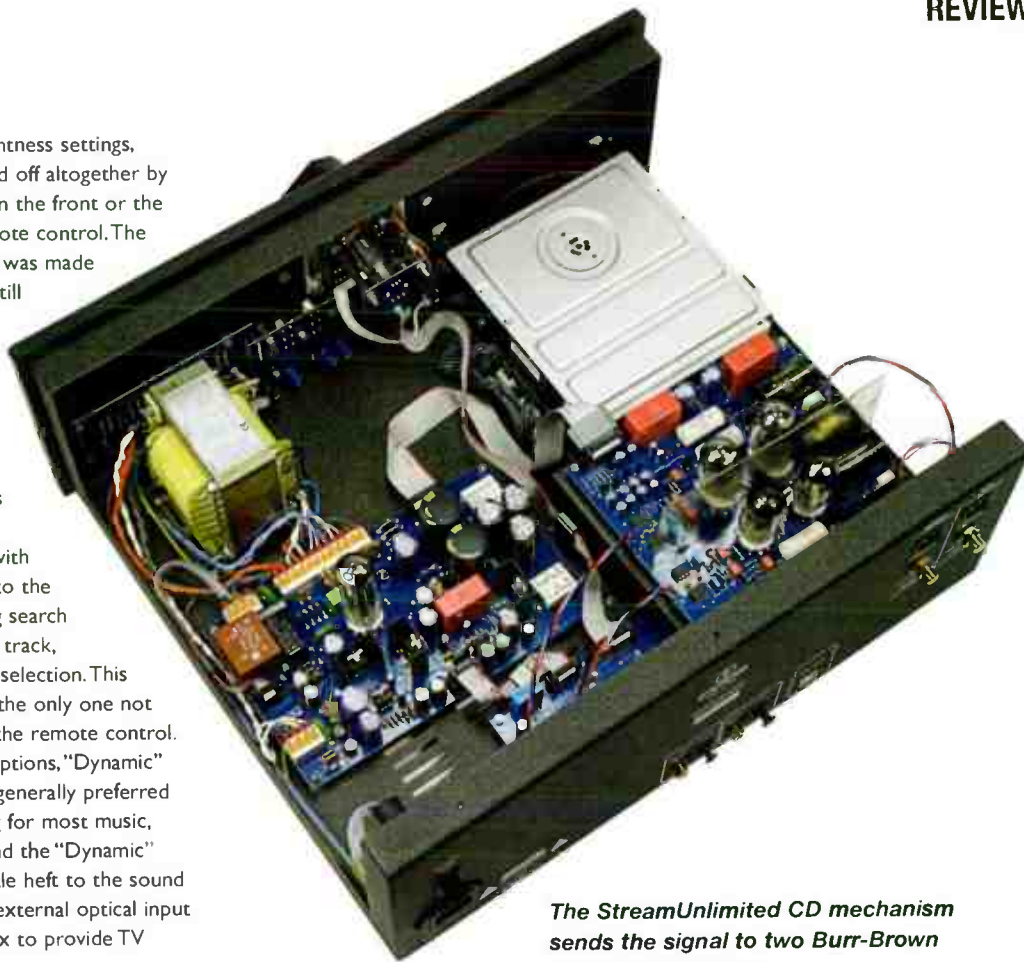 REVIEW
ntness settings,
d off altogether by
n the front or the
ote control. The
was made
till
s
with
to the
g search
track,
selection. This
the only one not
the remote control.
ptions, "Dynamic"
generally preferred
g for most music,
nd the "Dynamic"
le heft to the sound
external optical input
x to provide TV
The StreamUnlimited CD mechanism
sends the signal to two Burr-Brown